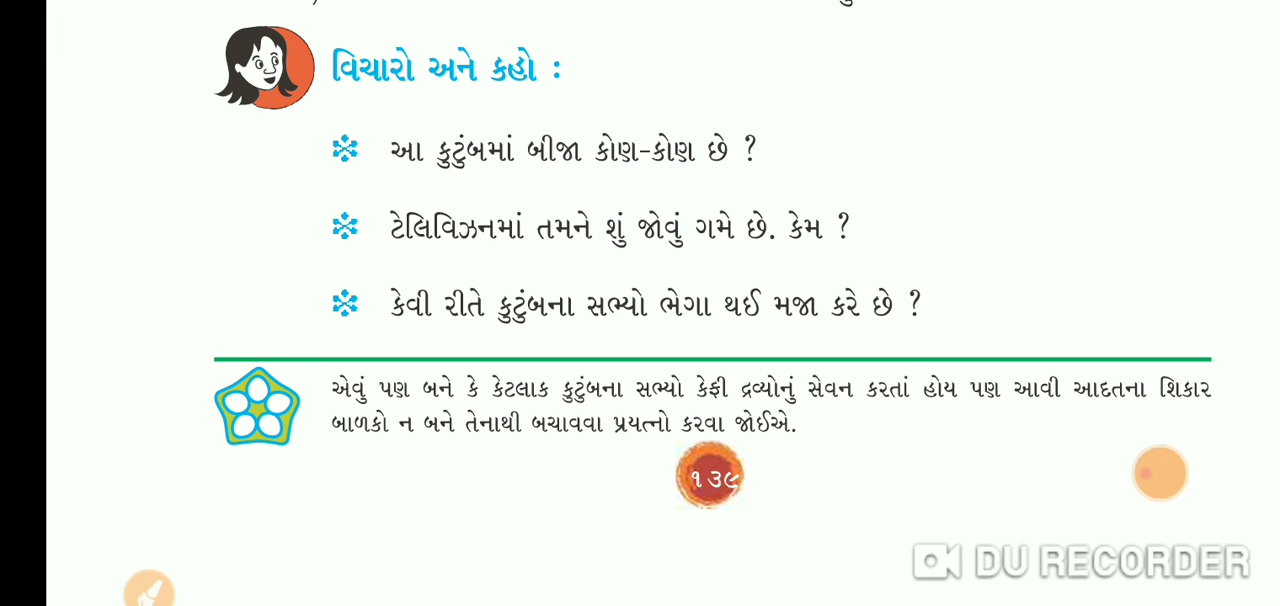 વિચારો અને કહો :
આ કુટુંબમાં બીજા કોણ-કોણ છે ?
ટેલિવિઝનમાં તમને શું જોવું ગમે છે. કેમ ?
કેવી રીતે કુટુંબના સભ્યો ભેગા થઈ મજા કરે છે ?
એવું પણ બને કે કેટલાક કુટુંબના સભ્યો કેફી દ્રવ્યોનું સેવન કરતાં હોય પણ આવી આદતના શિકાર
બાળકો ન બને તેનાથી બચાવવા પ્રયત્નો કરવા જોઈએ.
૧૩૯
DU RECORDER